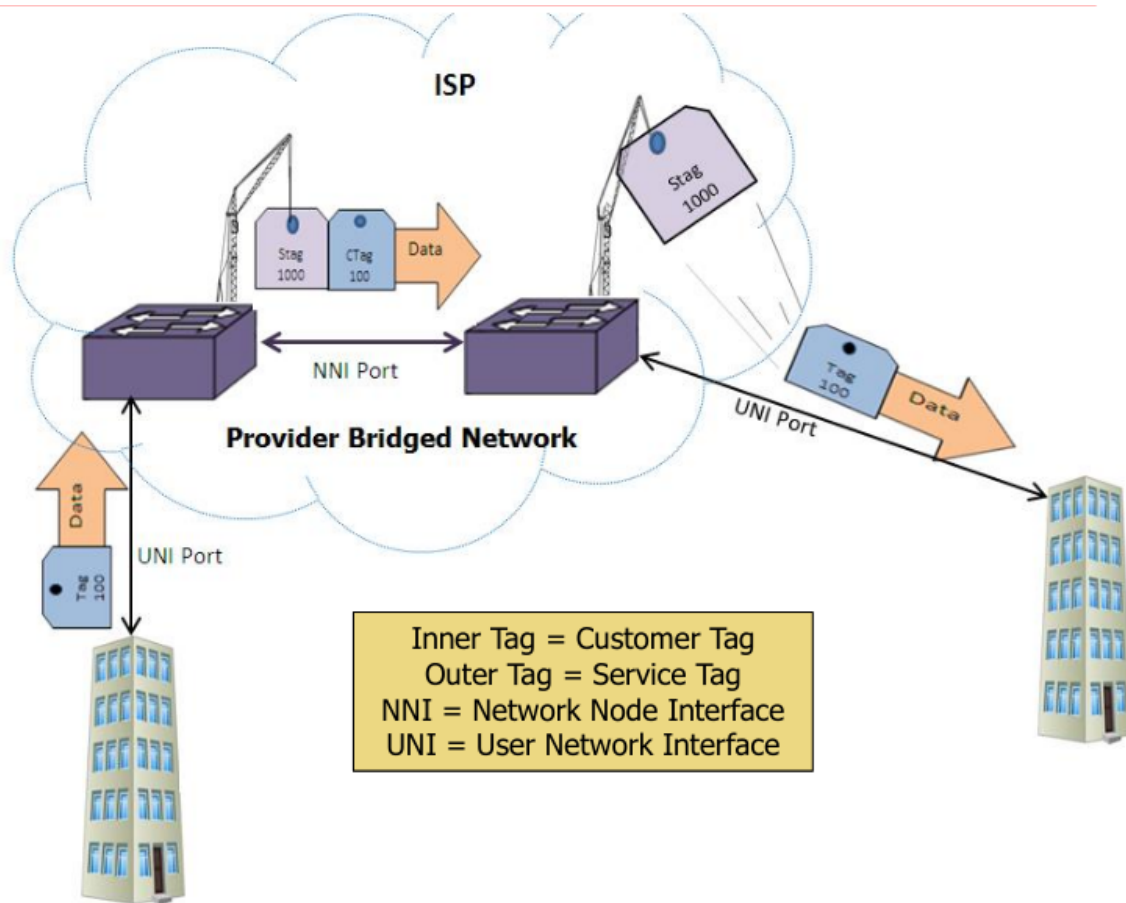 ISP
Stag
1000
CTag
100
Data
Stag
1000
NNI Port
Tag
100
Data
UNI Port
Provider Bridged Network
Data
Tag
100
UNI Port
Inner Tag = Customer Tag
Outer Tag = Service Tag
NNI = Network Node Interface
UNI = User Network Interface